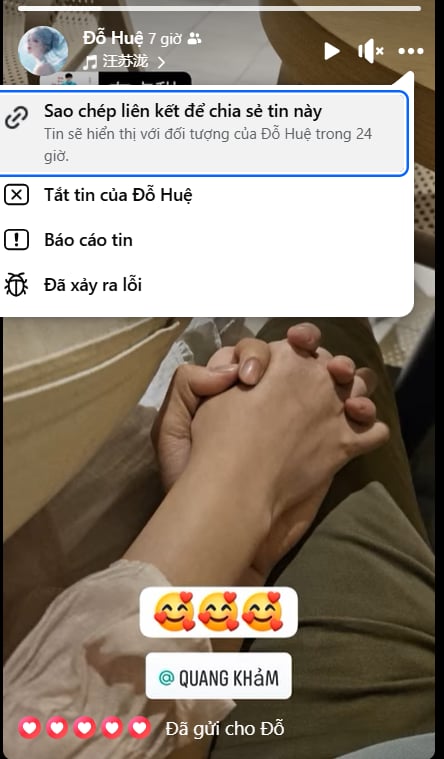 Đỗ Huệ 7 giờ
汪苏泷
Sao chép liên kết để chia sẻ tin này
Tin sẽ hiển thị với đối tượng của Đỗ Huệ trong 24
giờ.
Tắt tin của Đỗ Huệ
Báo cáo tin
Đã xảy ra lỗi
@ QUANG KHảM
Đã gửi cho Đỗ